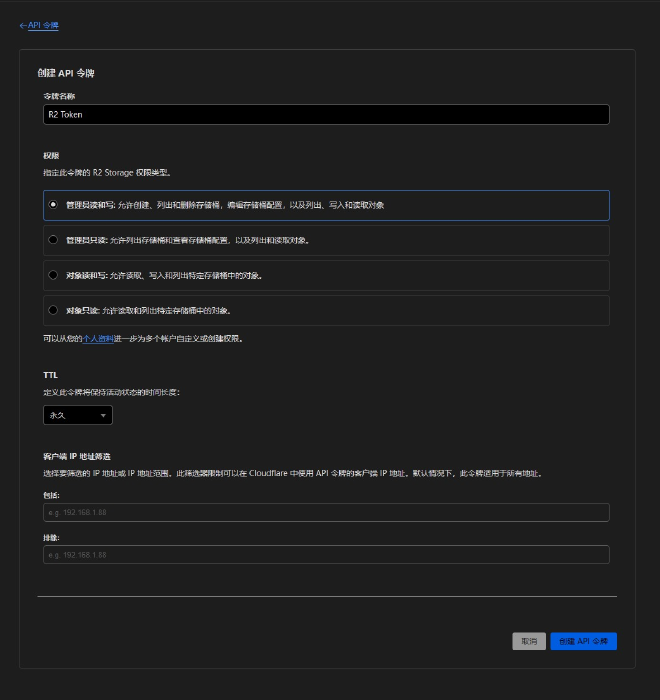 ←API 令牌
创建 API 令牌
令牌名称
R2 Token
权限
指定此令牌的 R2 Storage 权限类型。
管理员读和写: 允许创建、列出和删除存储桶，编辑存储桶配置，以及列出、写入和读取对象
管理员只读: 允许列出存储桶和查看存储桶配置，以及列出和读取对象。
对象读和写: 允许读取、写入和列出特定存储桶中的对象。
对象只读: 允许读取和列出特定存储桶中的对象。
可以从您的个人资料进一步为多个帐户自定义或创建权限。
TTL
定义此令牌将保持活动状态的时间长度:
永久
客户端 IP 地址筛选
选择要筛选的 IP 地址或 IP 地址范围。此筛选器限制可以在 Cloudflare 中使用 API 令牌的客户端 IP 地址。默认情况下，此令牌适用于所有地址。
包括:
e.g. 192.168.1.88
排除:
e.g. 192.168.1.88
取消
创建 API 令牌